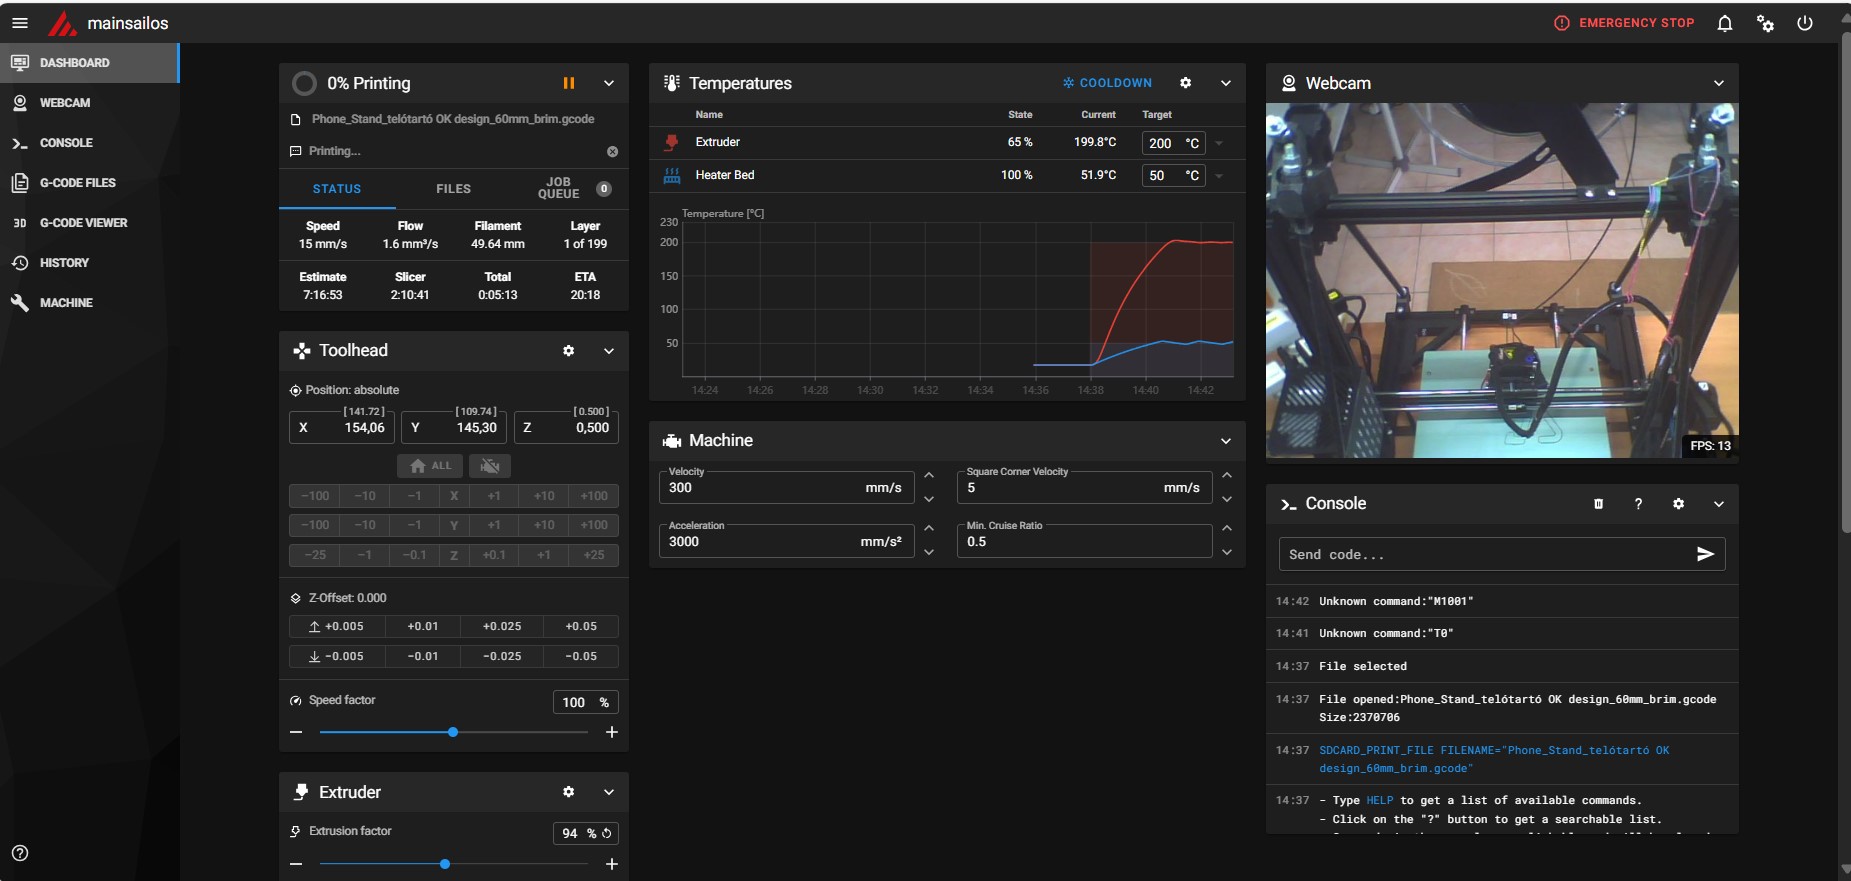 mainsailos
EMERGENCY STOP
DASHBOARD
WEBCAM
CONSOLE
G-CODE FILES
3D G-CODE VIEWER
HISTORY
MACHINE
0% Printing
Phone_Stand_telótartó OK design_60mm_brim.gcode
Printing...
STATUS FILES JOB QUEUE 0
Speed Flow Filament Layer
15 mm/s 1.6 mm³/s 49.64 mm 1 of 199
Estimate Slicer Total ETA
7:16:53 2:10:41 0:05:13 20:18
Toolhead
Position: absolute
[ 141.72 ] [ 109.74 ] [ 0.500 ]
X 154,06 Y 145,30 Z 0,500
ALL
−100 −10 −1 X +1 +10 +100
−100 −10 −1 Y +1 +10 +100
−25 −1 −0.1 Z +0.1 +1 +25
Z-Offset: 0.000
+0.005 +0.01 +0.025 +0.05
−0.005 −0.01 −0.025 −0.05
Speed factor 100 %
Extruder
Extrusion factor 94 %
Temperatures COOLDOWN
Name State Current Target
Extruder 65 % 199.8°C 200 °C
Heater Bed 100 % 51.9°C 50 °C
Temperature [°C]
230
200
150
100
50
14:24 14:26 14:28 14:30 14:32 14:34 14:36 14:38 14:40 14:42
Machine
Velocity
300 mm/s
Square Corner Velocity
5 mm/s
Acceleration
3000 mm/s²
Min. Cruise Ratio
0.5
Webcam
FPS: 13
Console
?
Send code...
14:42 Unknown command:"M1001"
14:41 Unknown command:"T0"
14:37 File selected
14:37 File opened:Phone_Stand_telótartó OK design_60mm_brim.gcode
Size:2370706
14:37 SDCARD_PRINT_FILE FILENAME="Phone_Stand_telótartó OK
design_60mm_brim.gcode"
14:37 - Type HELP to get a list of available commands.
- Click on the "?" button to get a searchable list.